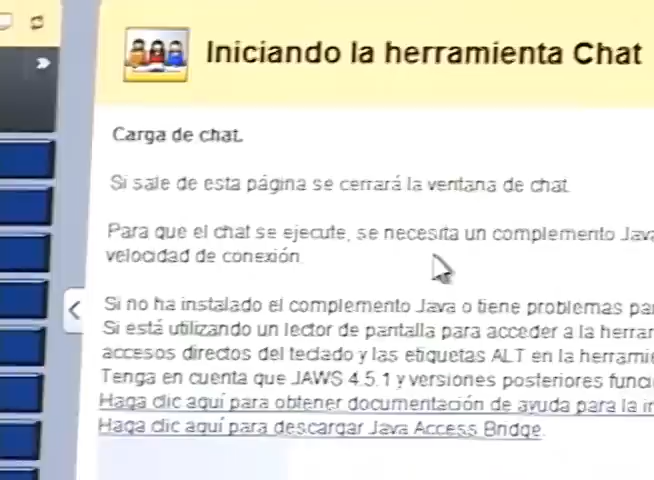 Iniciando la herramienta Chat
Carga de chat.
Si sale de esta página se cerrará la ventana de chat.
Para que el chat se ejecute, se necesita un complemento Java
velocidad de conexión.
Si no ha instalado el complemento Java o tiene problemas
Si está utilizando un lector de pantalla para acceder a la
accesos directos del teclado y las etiquetas ALT en la
Tenga en cuenta que JAWS 4.5.1 y versiones posteriores
Haga clic aquí para obtener documentación de ayuda para la
Haga clic aquí para descargar Java Access Bridge.